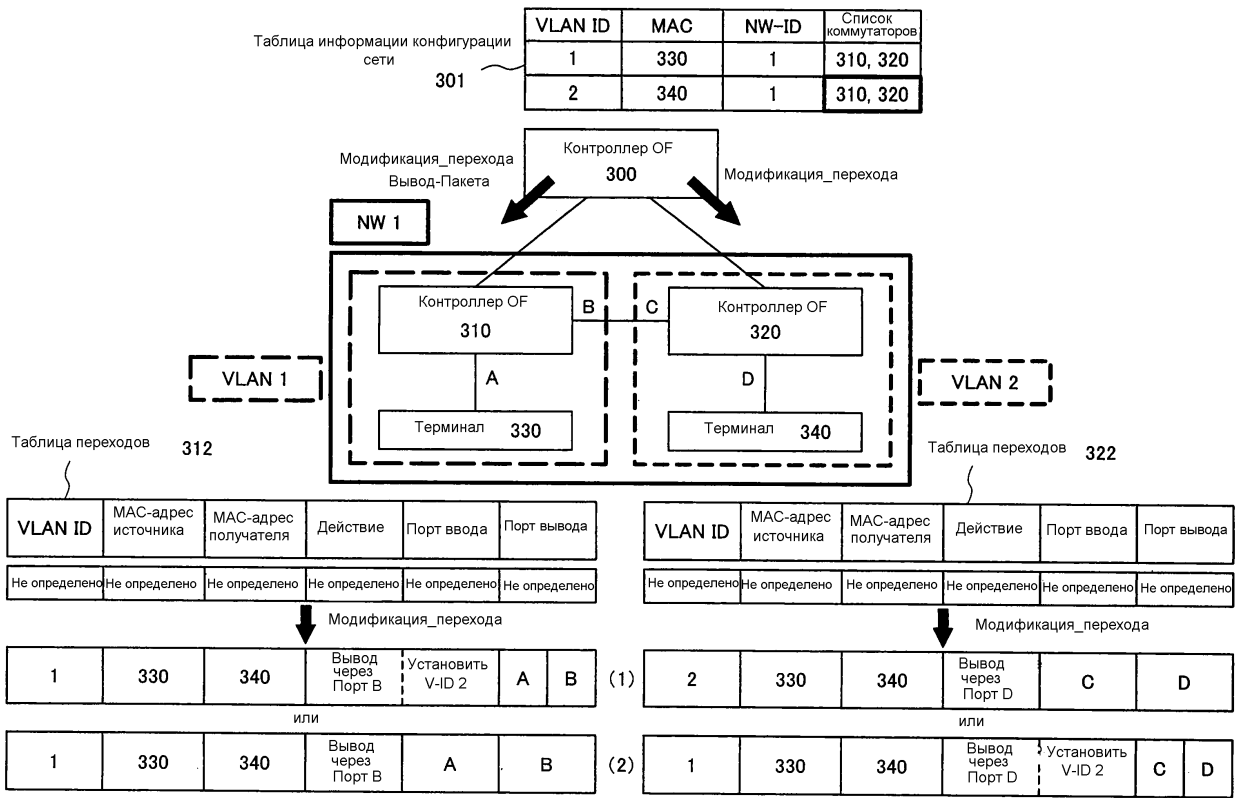 VLAN ID MAC NW-ID Список коммутаторов
1 330 1 310, 320
2 340 1 310, 320
Таблица информации конфигурации
сети
301
Контроллер OF
300
Модификация_перехода
Вывод-Пакета
Модификация_перехода
NW 1
Контроллер OF
310
B
C
Контроллер OF
320
A
D
VLAN 1
VLAN 2
Терминал 330
Терминал 340
Таблица переходов 312
Таблица переходов 322
VLAN ID MAC-адрес источника MAC-адрес получателя Действие Порт ввода Порт вывода
Не определено Не определено Не определено Не определено Не определено Не определено
Модификация_перехода
1 330 340 Вывод через Порт B Установить V-ID 2 A B
или
1 330 340 Вывод через Порт B A B
(1)
(2)
VLAN ID MAC-адрес источника MAC-адрес получателя Действие Порт ввода Порт вывода
Не определено Не определено Не определено Не определено Не определено Не определено
Модификация_перехода
2 330 340 Вывод через Порт D C D
или
1 330 340 Вывод через Порт D Установить V-ID 2 C D